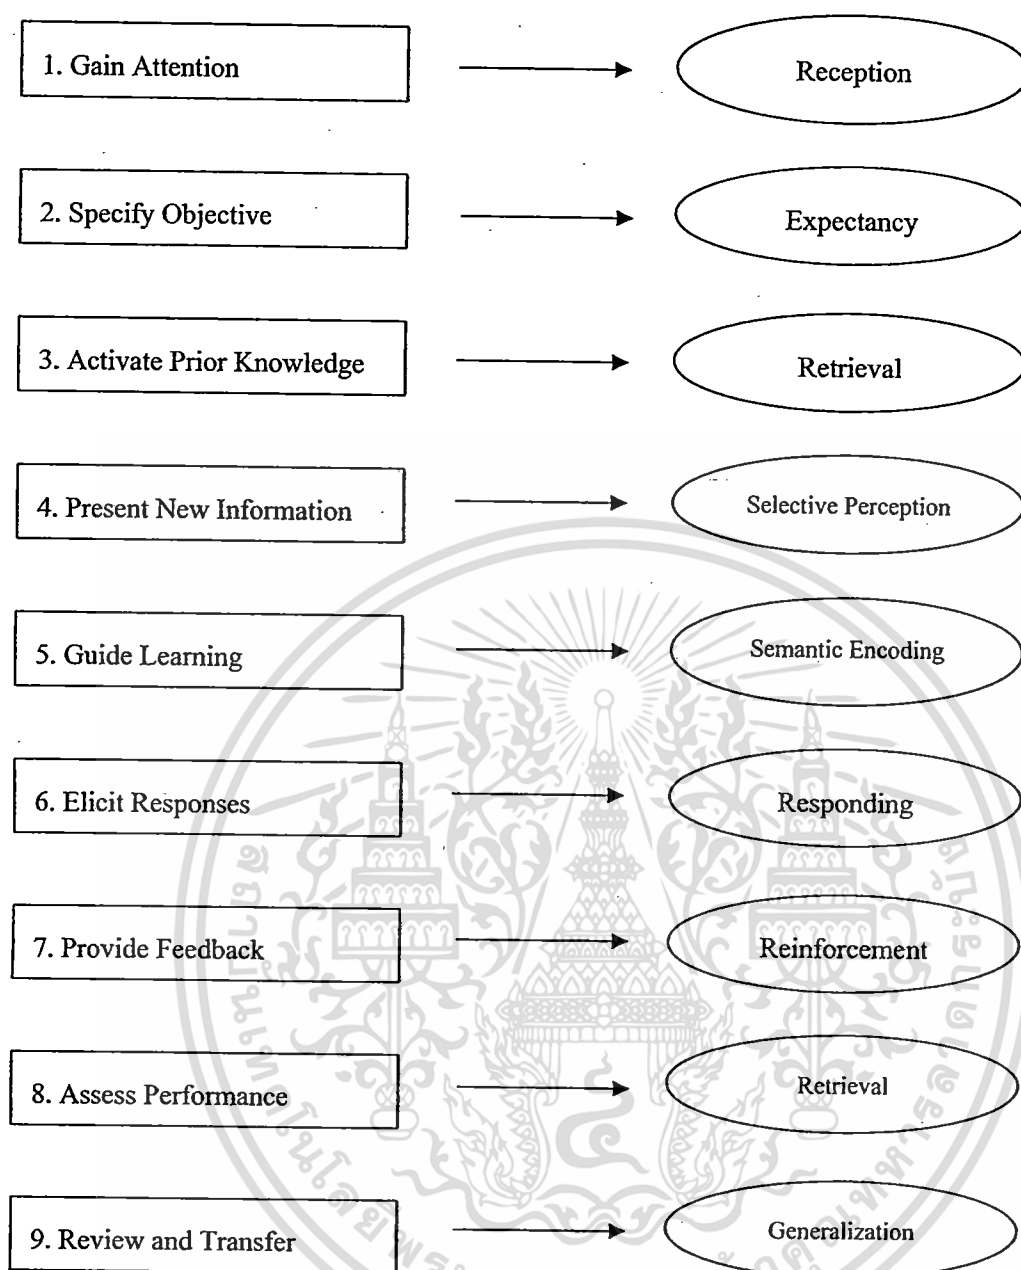 1. Gain Attention
Reception
2. Specify Objective
Expectancy
3. Activate Prior Knowledge
Retrieval
4. Present New Information
Selective Perception
5. Guide Learning
Semantic Encoding
6. Elicit Responses
Responding
7. Provide Feedback
Reinforcement
8. Assess Performance
Retrieval
9. Review and Transfer
Generalization